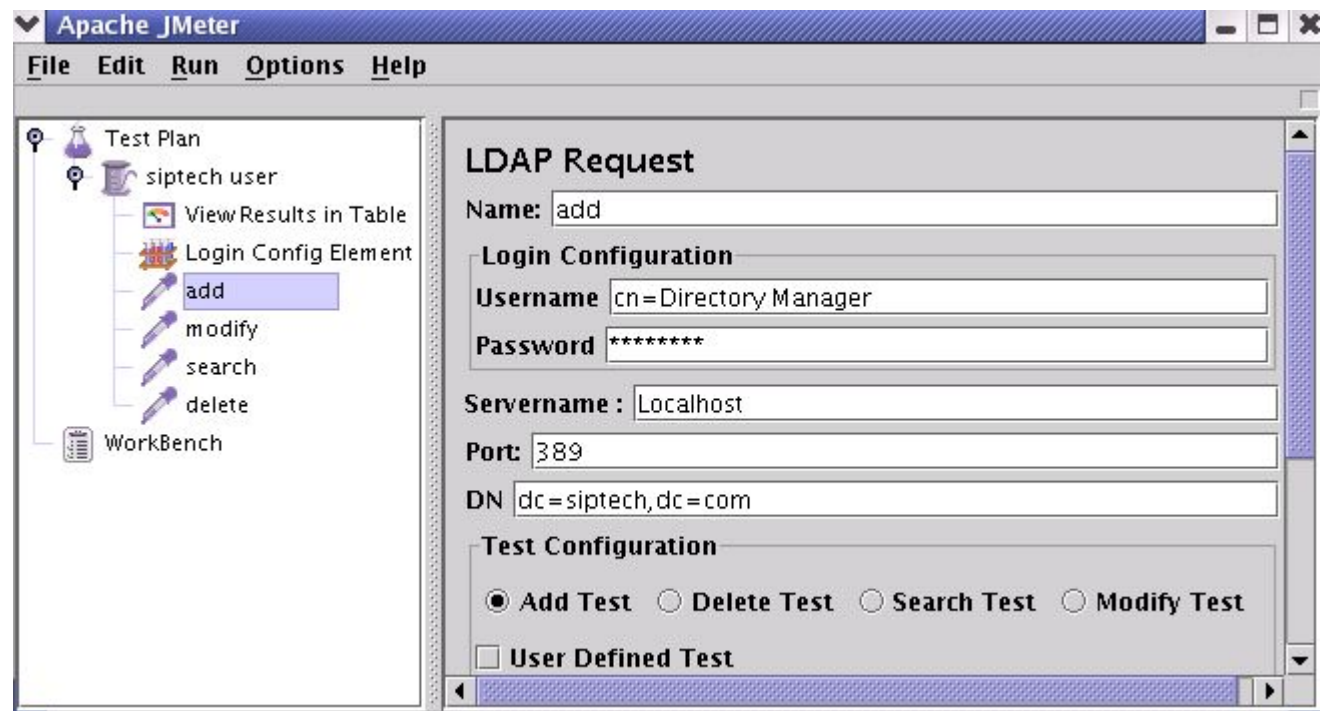 Apache JMeter
File Edit Run Options Help
Test Plan
siptech user
View Results in Table
Login Config Element
add
modify
search
delete
WorkBench
LDAP Request
Name: add
Login Configuration
Username cn=Directory Manager
Password ********
Servername : Localhost
Port: 389
DN dc=siptech,dc=com
Test Configuration
Add Test Delete Test Search Test Modify Test
User Defined Test